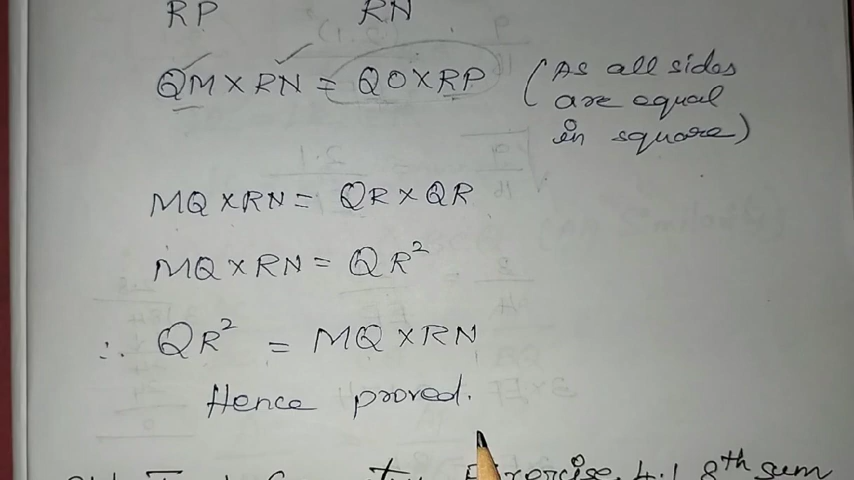 RP RN
QM × RN = QO × RP (As all sides
are equal
in square)
MQ × RN = QR × QR
MQ × RN = QR²
∴ QR² = MQ × RN
Hence proved.
Exercise 4.1 8th sum